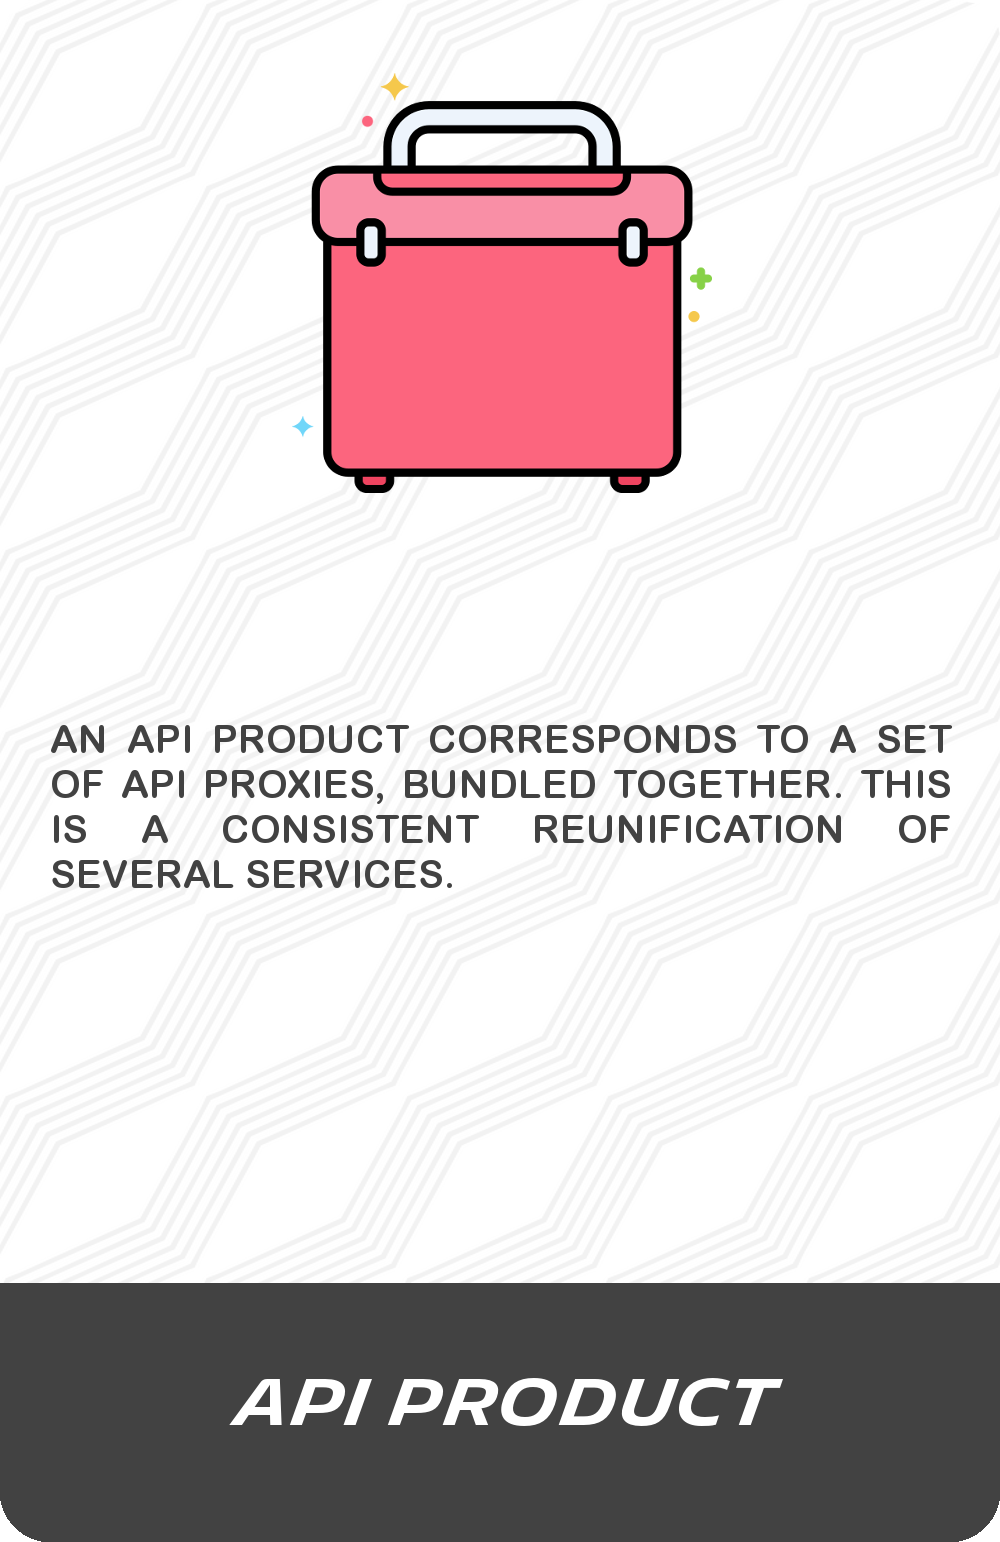 AN API PRODUCT CORRESPONDS TO A SET
OF API PROXIES, BUNDLED TOGETHER. THIS
IS A CONSISTENT REUNIFICATION OF
SEVERAL SERVICES.
API PRODUCT